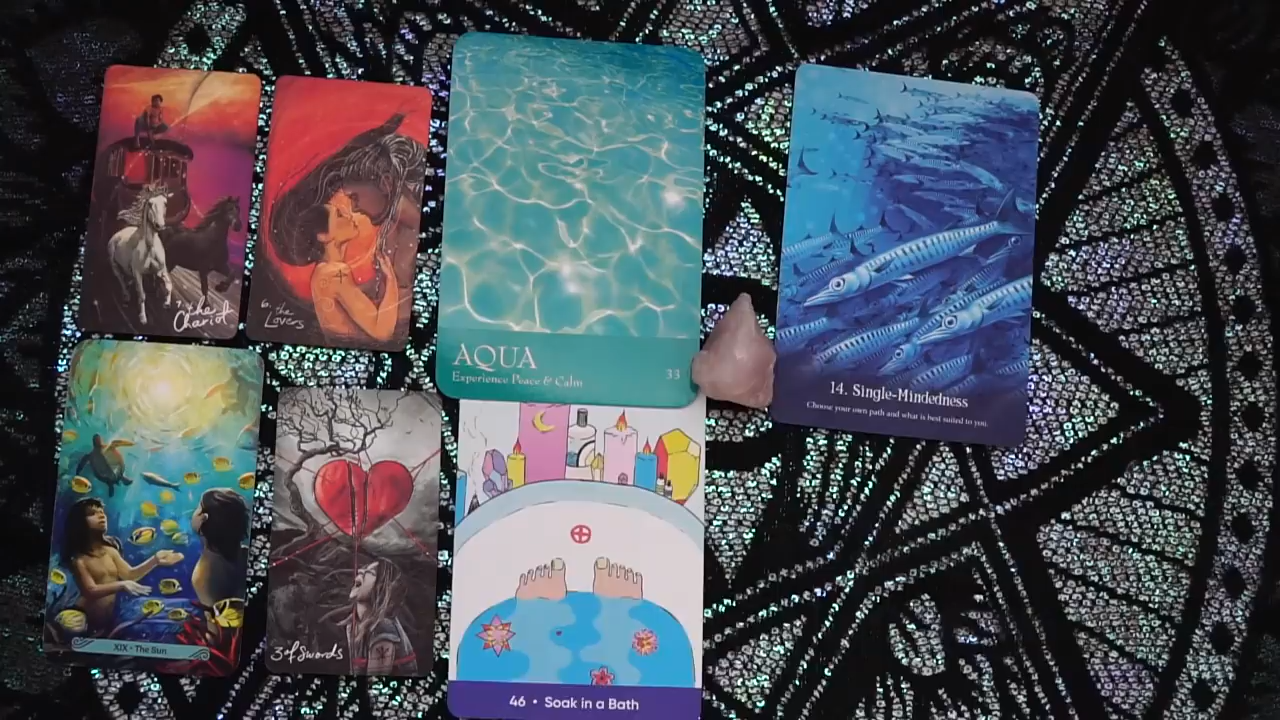 7. the
Chariot
6. the
Lovers
AQUA
Experience Peace & Calm
33
14. Single-Mindedness
Choose your own path and what is best suited to you.
XIX • The Sun
3 of Swords
46 • Soak in a Bath